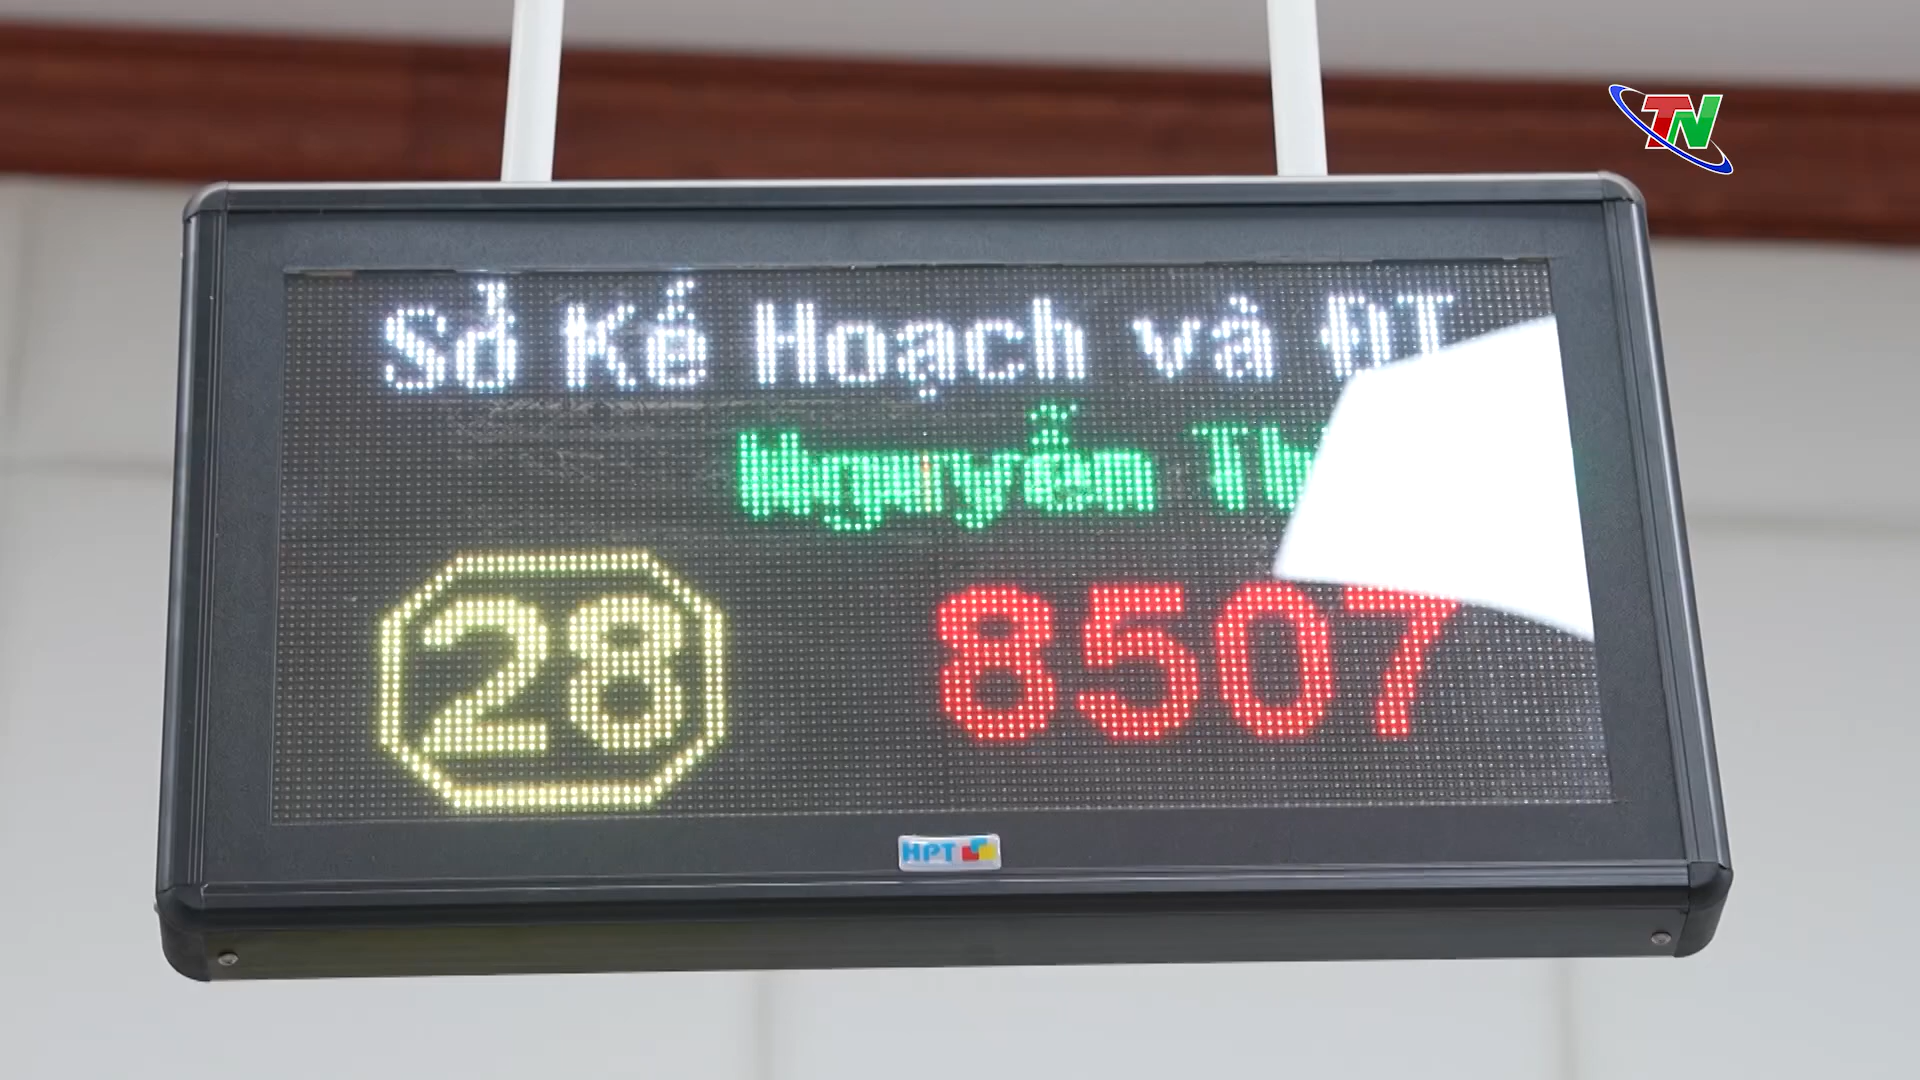 TN
Sở Kế Hoạch và ĐT
Nguyễn
28 8507
HPT